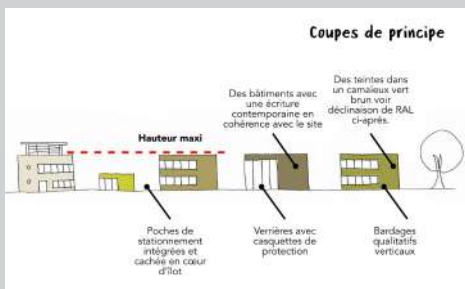 Coupes de principe
Des bâtiments avec
une écriture
contemporaine en
cohérence avec le site
Des teintes dans
un camaïeux vert
brun voir
déclinaison de RAL
ci-après.
Hauteur maxi
Poches de
stationnement
intégrées et
cachée en cœur
d'îlot
Verrières avec
casquettes de
protection
Bardages
qualitatifs
verticaux